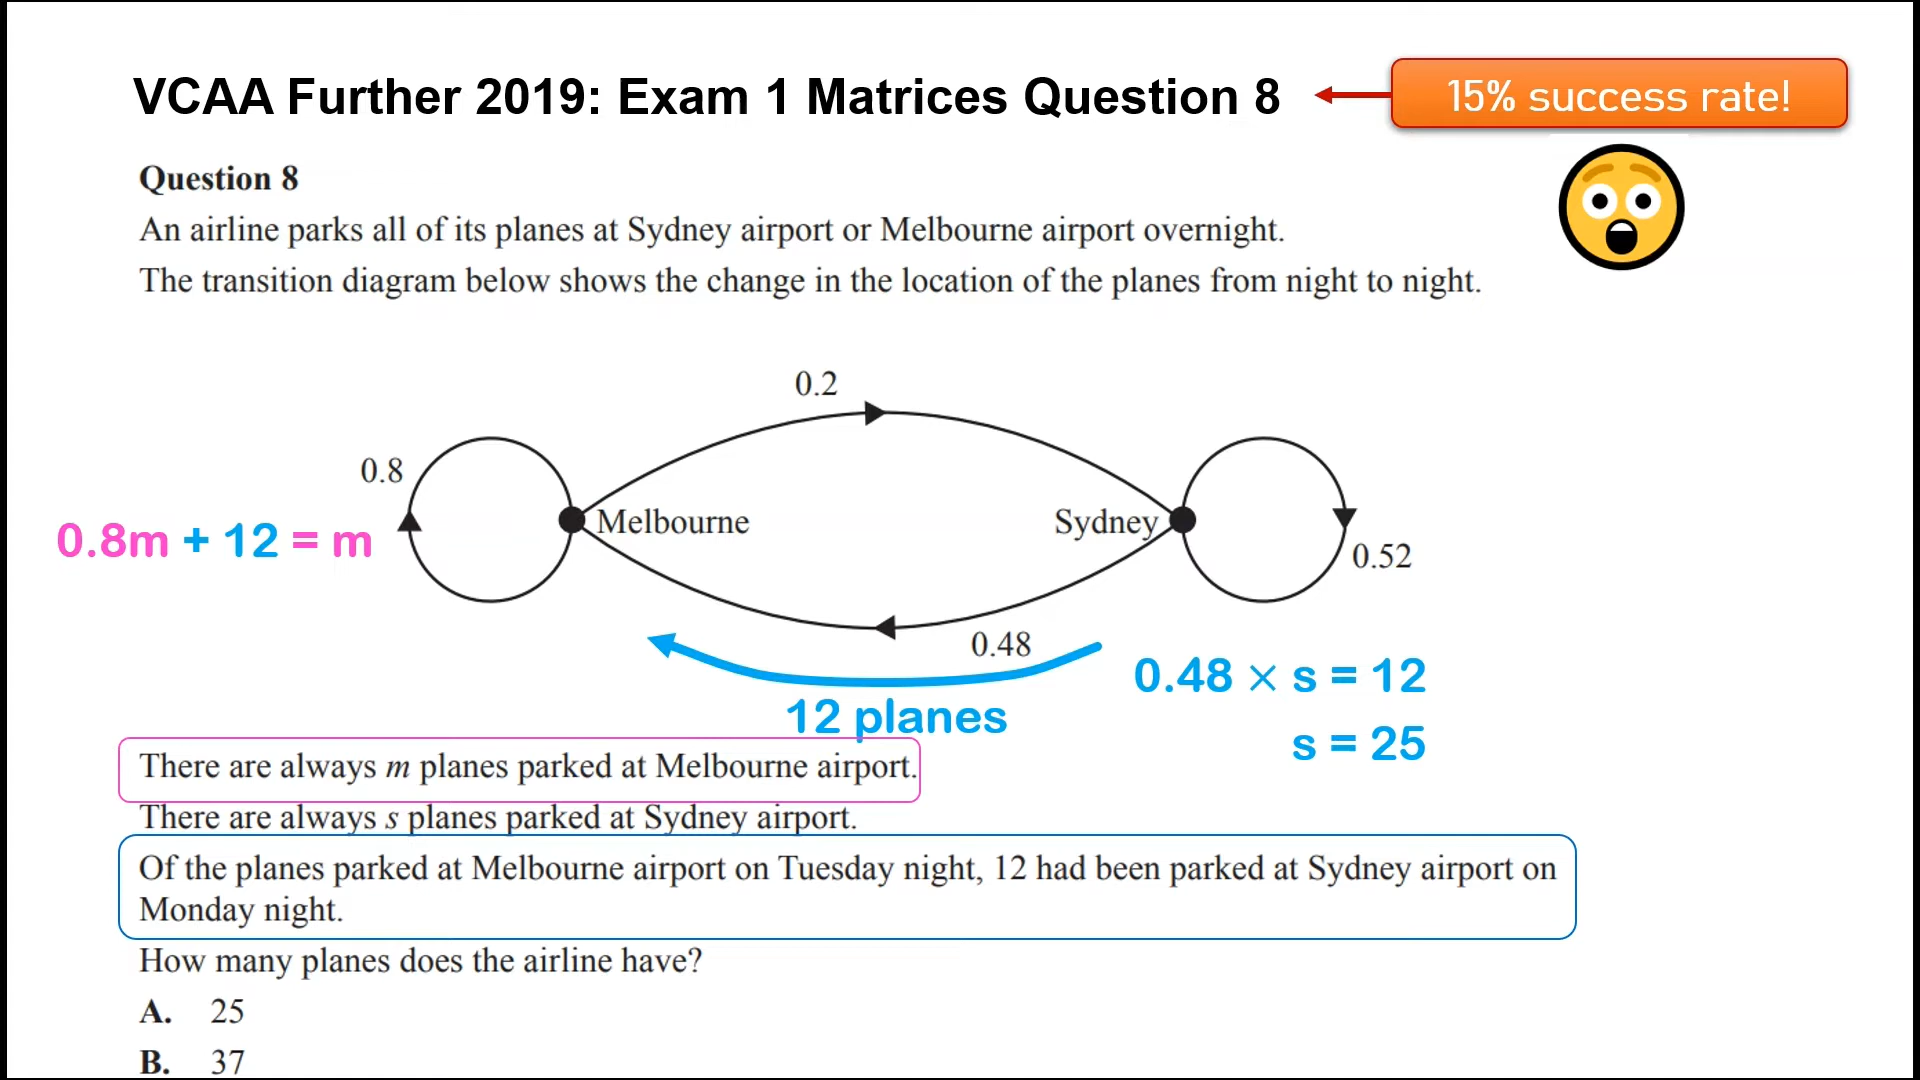 VCAA Further 2019: Exam 1 Matrices Question 8
15% success rate!
Question 8
An airline parks all of its planes at Sydney airport or Melbourne airport overnight.
The transition diagram below shows the change in the location of the planes from night to night.
0.2
0.8
Melbourne
Sydney
0.8m + 12 = m
0.52
0.48
0.48 × s = 12
12 planes
s = 25
There are always m planes parked at Melbourne airport.
There are always s planes parked at Sydney airport.
Of the planes parked at Melbourne airport on Tuesday night, 12 had been parked at Sydney airport on
Monday night.
How many planes does the airline have?
A. 25
B. 37